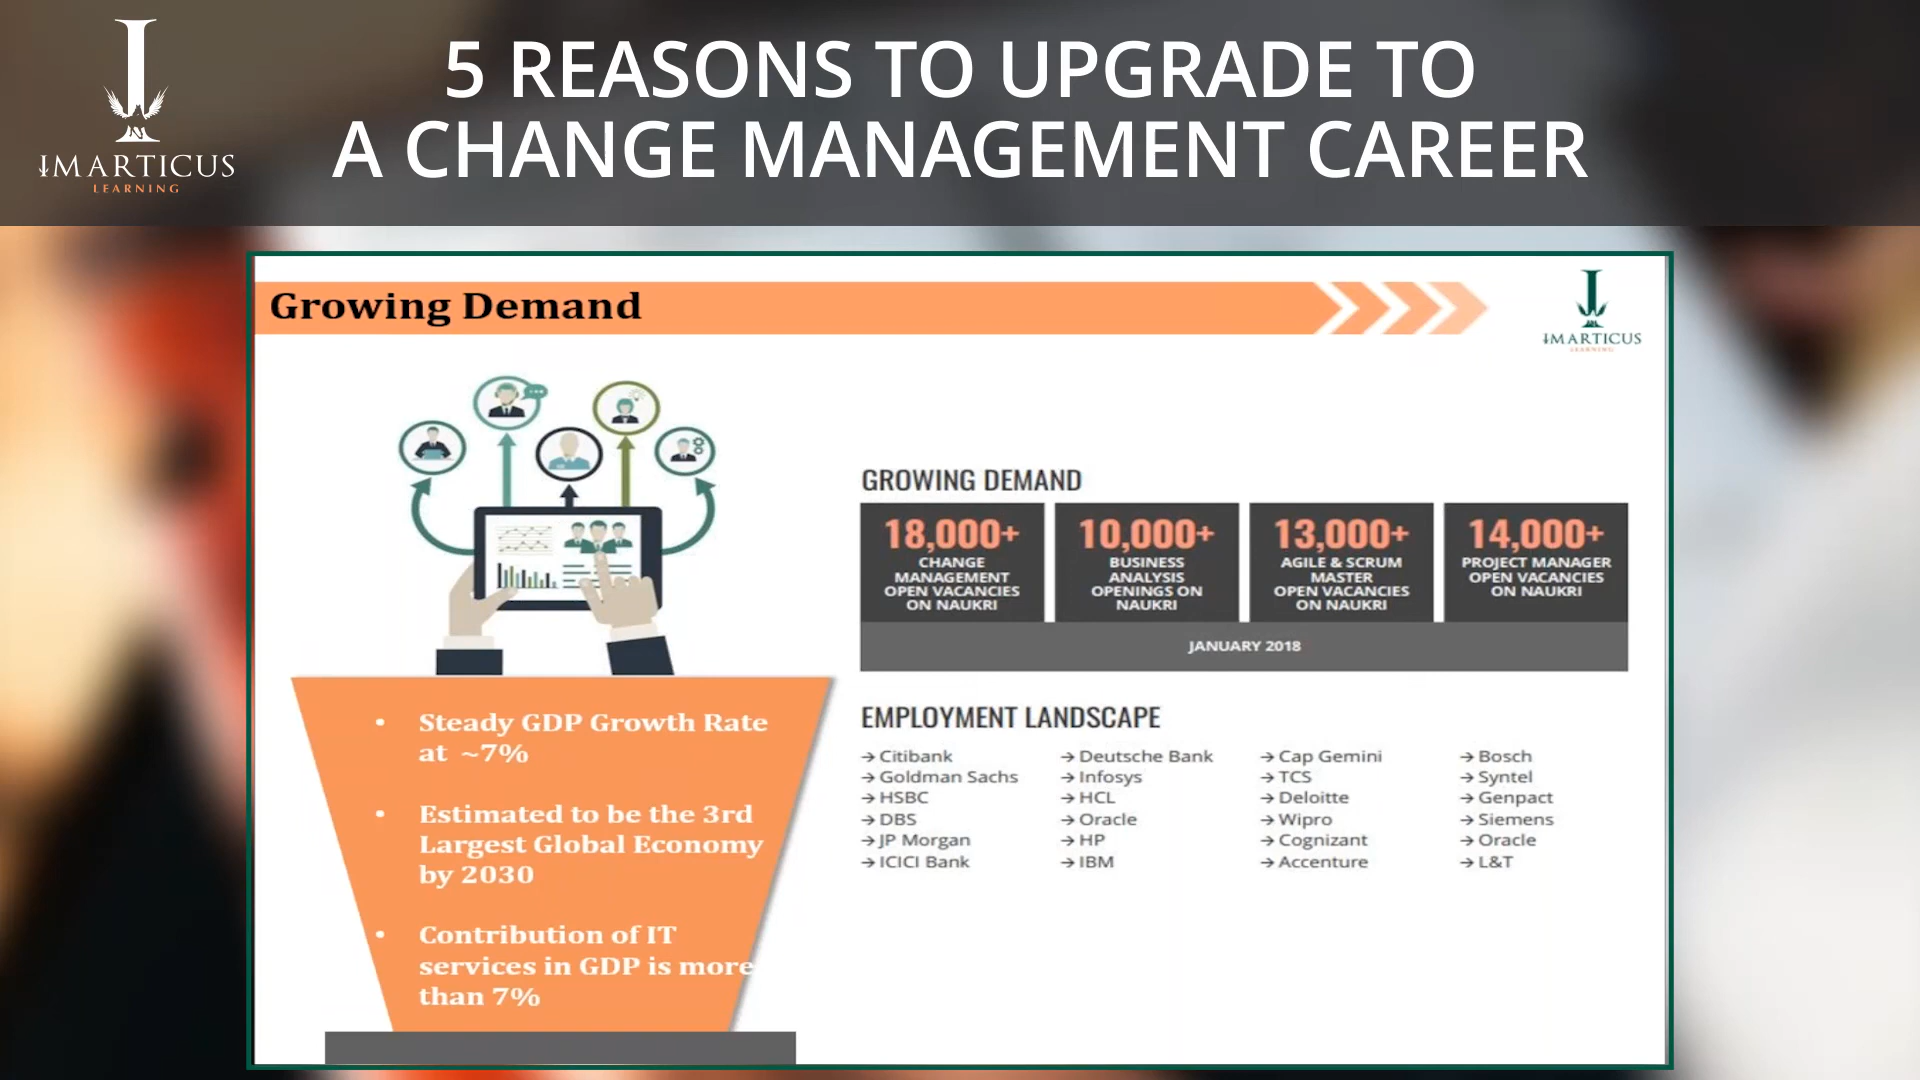 5 REASONS TO UPGRADE TO
A CHANGE MANAGEMENT CAREER
IMARTICUS
LEARNING
Growing Demand
IMARTICUS
LEARNING
• Steady GDP Growth Rate
at ~7%
• Estimated to be the 3rd
Largest Global Economy
by 2030
• Contribution of IT
services in GDP is more
than 7%
GROWING DEMAND
18,000+
CHANGE
MANAGEMENT
OPEN VACANCIES
ON NAUKRI
10,000+
BUSINESS
ANALYSIS
OPENINGS ON
NAUKRI
13,000+
AGILE & SCRUM
MASTER
OPEN VACANCIES
ON NAUKRI
14,000+
PROJECT MANAGER
OPEN VACANCIES
ON NAUKRI
JANUARY 2018
EMPLOYMENT LANDSCAPE
→ Citibank
→ Goldman Sachs
→ HSBC
→ DBS
→ JP Morgan
→ ICICI Bank
→ Deutsche Bank
→ Infosys
→ HCL
→ Oracle
→ HP
→ IBM
→ Cap Gemini
→ TCS
→ Deloitte
→ Wipro
→ Cognizant
→ Accenture
→ Bosch
→ Syntel
→ Genpact
→ Siemens
→ Oracle
→ L&T